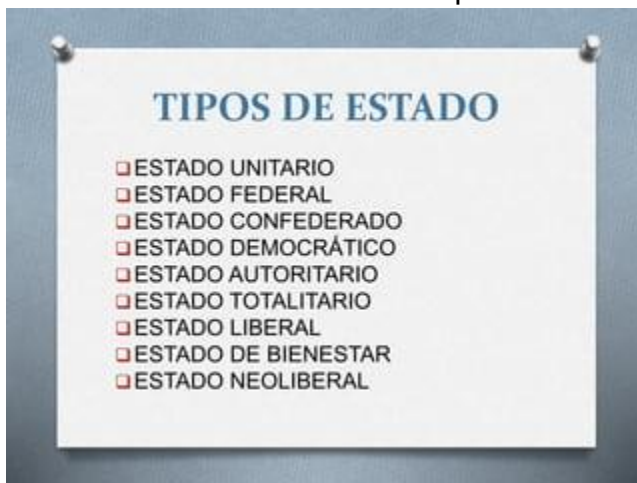 TIPOS DE ESTADO
ESTADO UNITARIO
ESTADO FEDERAL
ESTADO CONFEDERADO
ESTADO DEMOCRÁTICO
ESTADO AUTORITARIO
ESTADO TOTALITARIO
ESTADO LIBERAL
ESTADO DE BIENESTAR
ESTADO NEOLIBERAL